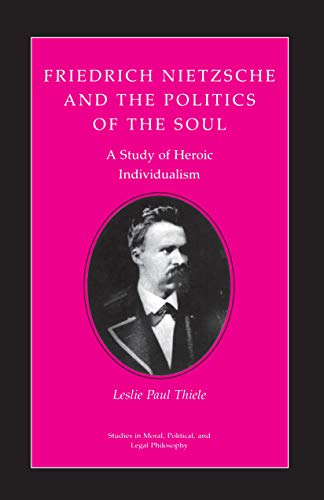 FRIEDRICH NIETZSCHE
AND THE POLITICS
OF THE SOUL
A Study of Heroic
Individualism
Leslie Paul Thiele
Studies in Moral, Political, and
Legal Philosophy